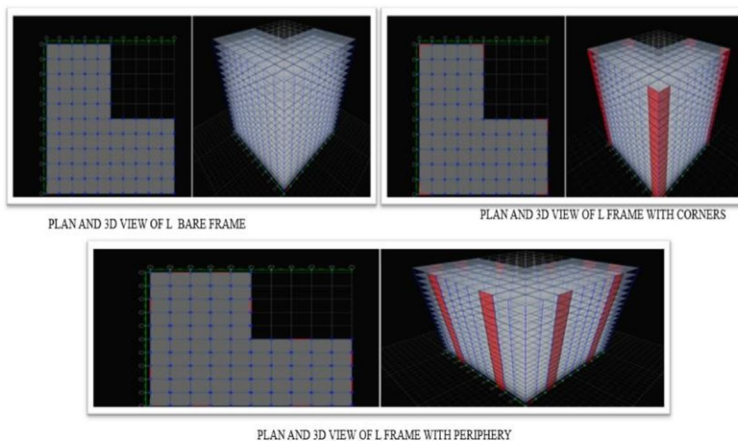 PLAN AND 3D VIEW OF L BARE FRAME
PLAN AND 3D VIEW OF L FRAME WITH CORNERS
PLAN AND 3D VIEW OF L FRAME WITH PERIPHERY